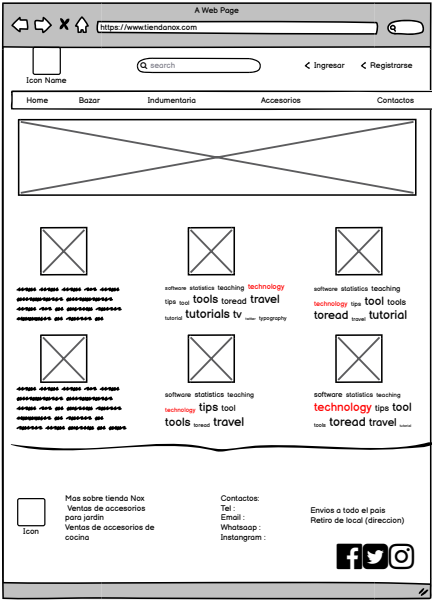 A Web Page
https://www.tiendanox.com
search
Ingresar
Registrarse
Icon Name
Home Bazar Indumentaria Accesorios Contactos
software statistics teaching technology
tips tool tools toread travel
tutorial tutorials tv twitter typography
software statistics teaching
technology tips tool tools
toread travel tutorial
software statistics teaching
technology tips tool
tools toread travel
software statistics teaching
technology tips tool
tools toread travel tutorial
Icon
Mas sobre tienda Nox
Ventas de accesorios
para jardin
Ventas de accesorios de
cocina
Contactos:
Tel :
Email :
Whatsaap :
Instangram :
Envios a todo el pais
Retiro de local (direccion)